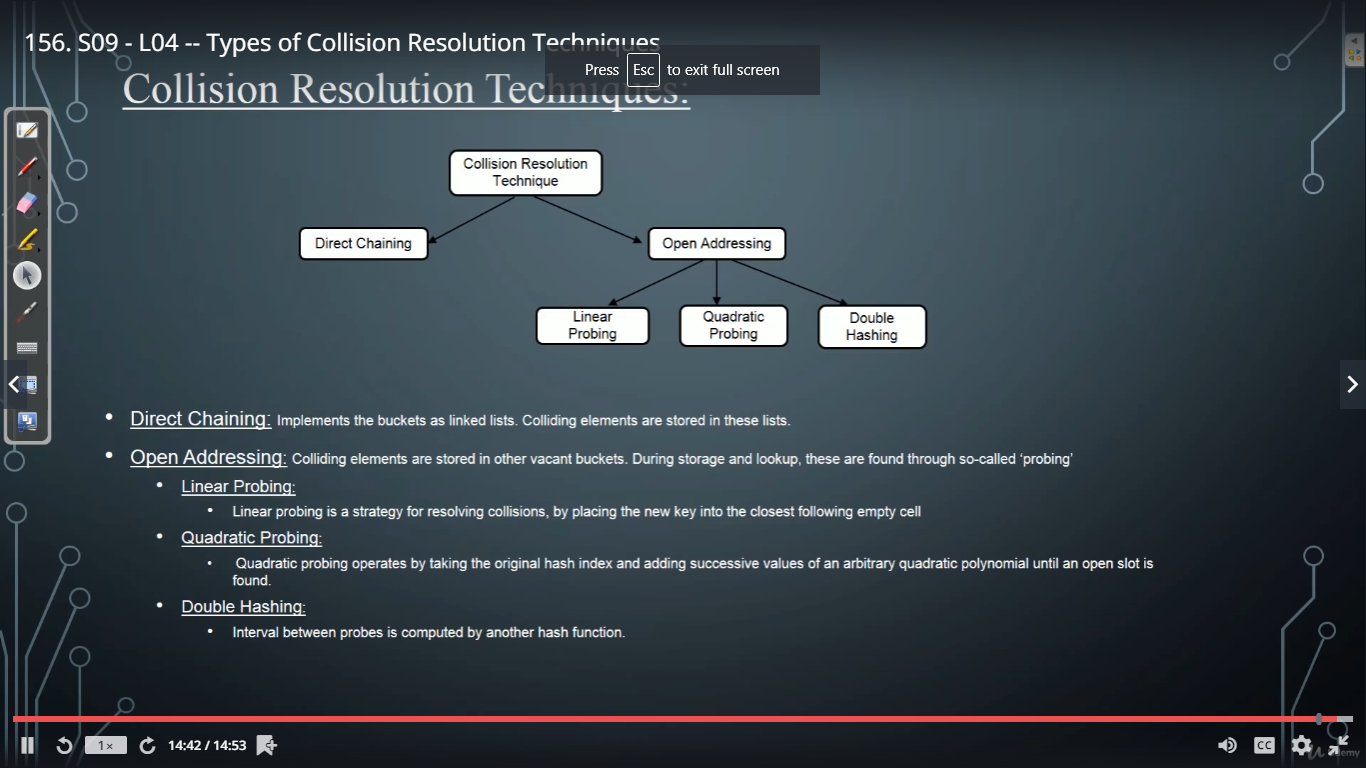 156. S09 - L04 -- Types of Collision Resolution Techniques
Press Esc to exit full screen
Collision Resolution Techniques:
Collision Resolution
Technique
Direct Chaining
Open Addressing
Linear
Probing
Quadratic
Probing
Double
Hashing
• Direct Chaining: Implements the buckets as linked lists. Colliding elements are stored in these lists.
• Open Addressing: Colliding elements are stored in other vacant buckets. During storage and lookup, these are found through so-called ‘probing’
• Linear Probing:
• Linear probing is a strategy for resolving collisions, by placing the new key into the closest following empty cell
• Quadratic Probing:
• Quadratic probing operates by taking the original hash index and adding successive values of an arbitrary quadratic polynomial until an open slot is
found.
• Double Hashing:
• Interval between probes is computed by another hash function.
1× 14:42 / 14:53 CC